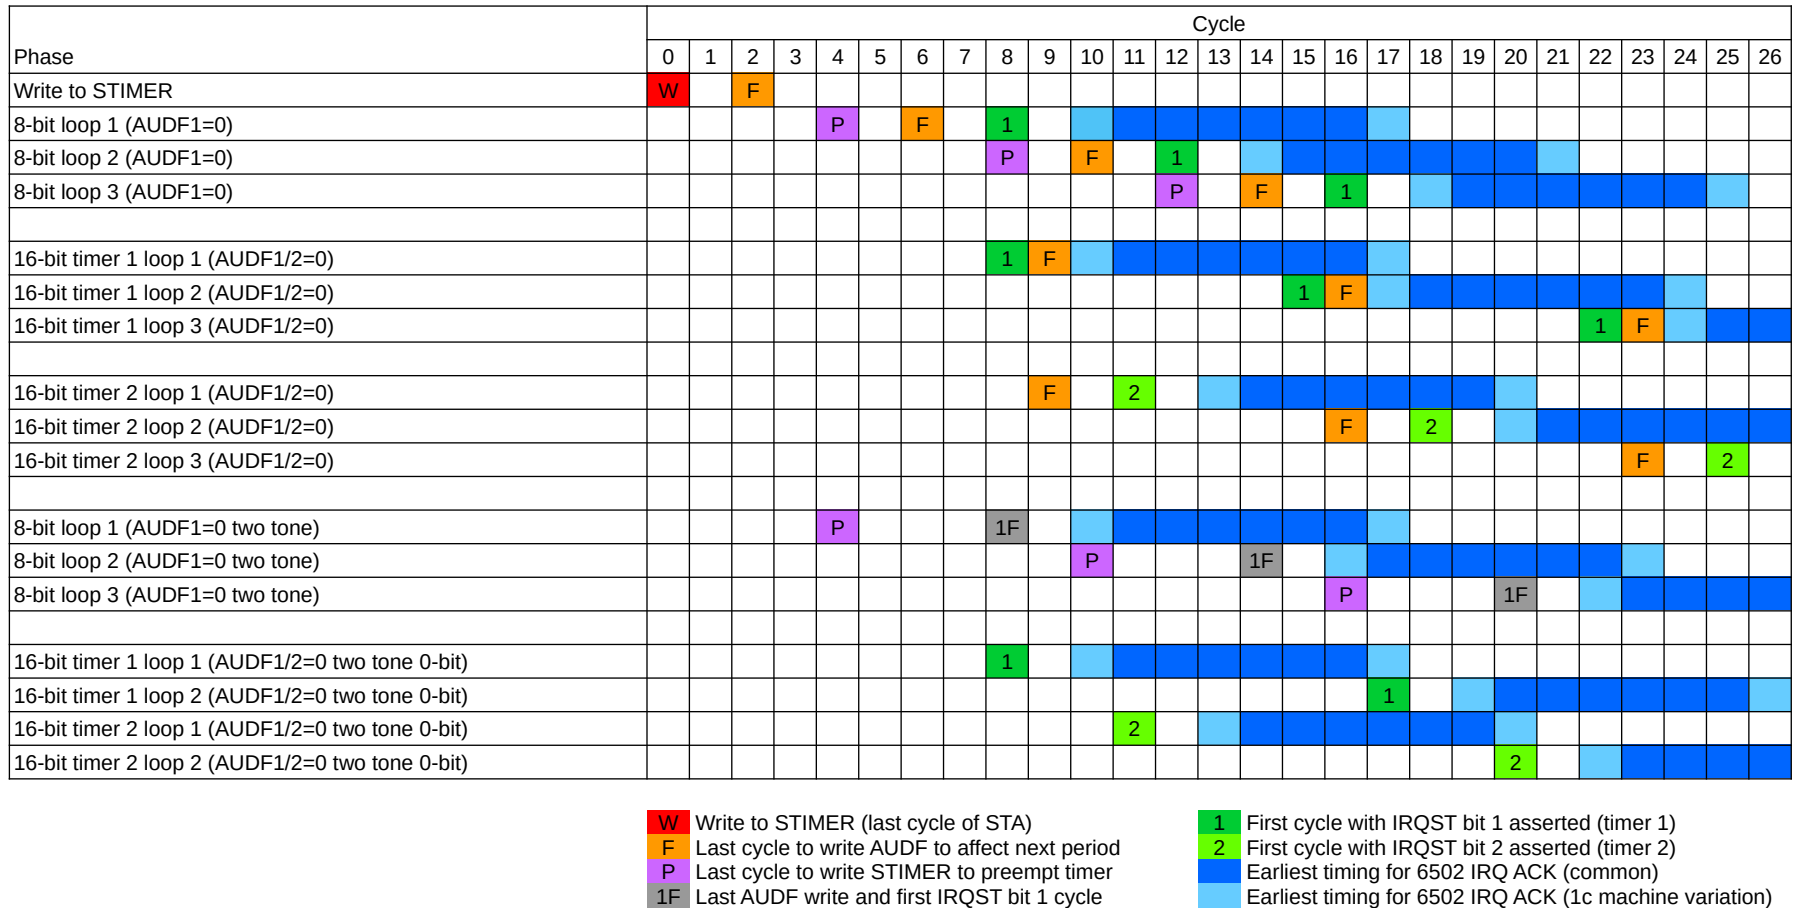 Cycle
Phase 0 1 2 3 4 5 6 7 8 9 10 11 12 13 14 15 16 17 18 19 20 21 22 23 24 25 26
Write to STIMER W F
8-bit loop 1 (AUDF1=0) P F 1
8-bit loop 2 (AUDF1=0) P F 1
8-bit loop 3 (AUDF1=0) P F 1
16-bit timer 1 loop 1 (AUDF1/2=0) 1 F
16-bit timer 1 loop 2 (AUDF1/2=0) 1 F
16-bit timer 1 loop 3 (AUDF1/2=0) 1 F
16-bit timer 2 loop 1 (AUDF1/2=0) F 2
16-bit timer 2 loop 2 (AUDF1/2=0) F 2
16-bit timer 2 loop 3 (AUDF1/2=0) F 2
8-bit loop 1 (AUDF1=0 two tone) P 1F
8-bit loop 2 (AUDF1=0 two tone) P 1F
8-bit loop 3 (AUDF1=0 two tone) P 1F
16-bit timer 1 loop 1 (AUDF1/2=0 two tone 0-bit) 1
16-bit timer 1 loop 2 (AUDF1/2=0 two tone 0-bit) 1
16-bit timer 2 loop 1 (AUDF1/2=0 two tone 0-bit) 2
16-bit timer 2 loop 2 (AUDF1/2=0 two tone 0-bit) 2
W Write to STIMER (last cycle of STA)
F Last cycle to write AUDF to affect next period
P Last cycle to write STIMER to preempt timer
1F Last AUDF write and first IRQST bit 1 cycle
1 First cycle with IRQST bit 1 asserted (timer 1)
2 First cycle with IRQST bit 2 asserted (timer 2)
Earliest timing for 6502 IRQ ACK (common)
Earliest timing for 6502 IRQ ACK (1c machine variation)